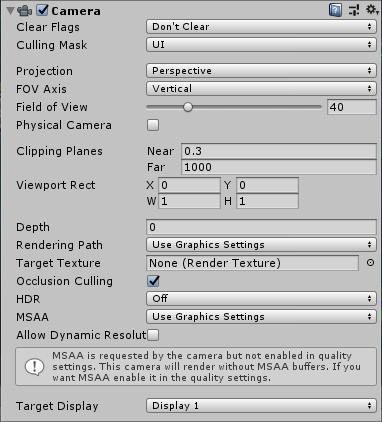 Camera
Clear Flags Don't Clear
Culling Mask UI
Projection Perspective
FOV Axis Vertical
Field of View 40
Physical Camera
Clipping Planes Near 0.3
Far 1000
Viewport Rect X 0 Y 0
W 1 H 1
Depth 0
Rendering Path Use Graphics Settings
Target Texture None (Render Texture)
Occlusion Culling
HDR Off
MSAA Use Graphics Settings
Allow Dynamic Resolut
MSAA is requested by the camera but not enabled in quality
settings. This camera will render without MSAA buffers. If you
want MSAA enable it in the quality settings.
Target Display Display 1